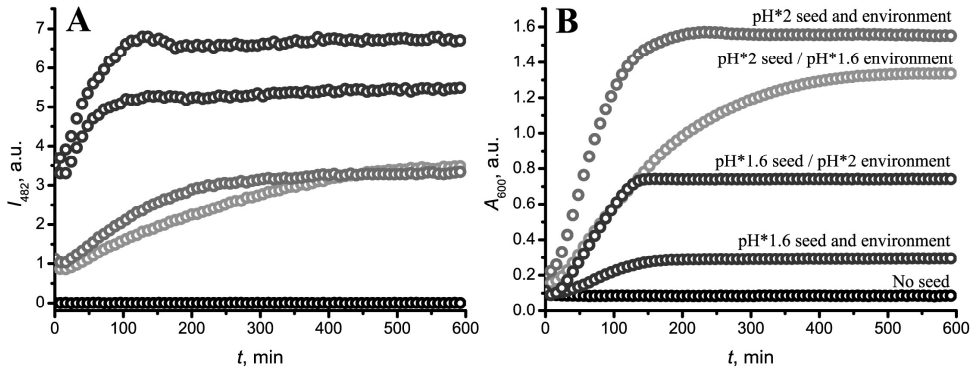 A
7
6
5
4
3
2
1
0
I482, a.u.
0 100 200 300 400 500 600
t, min
B
1.6
1.4
1.2
1.0
0.8
0.6
0.4
0.2
0.0
A600, a.u.
pH*2 seed and environment
pH*2 seed / pH*1.6 environment
pH*1.6 seed / pH*2 environment
pH*1.6 seed and environment
No seed
0 100 200 300 400 500 600
t, min